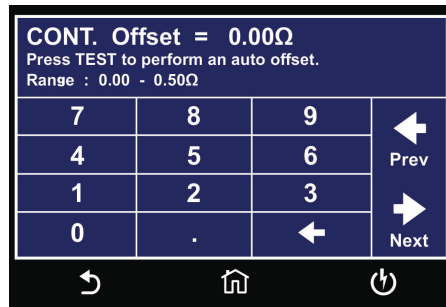 CONT. Offset = 0.00Ω
Press TEST to perform an auto offset.
Range : 0.00 - 0.50Ω
7 8 9
Prev
4 5 6
1 2 3
Next
0 .